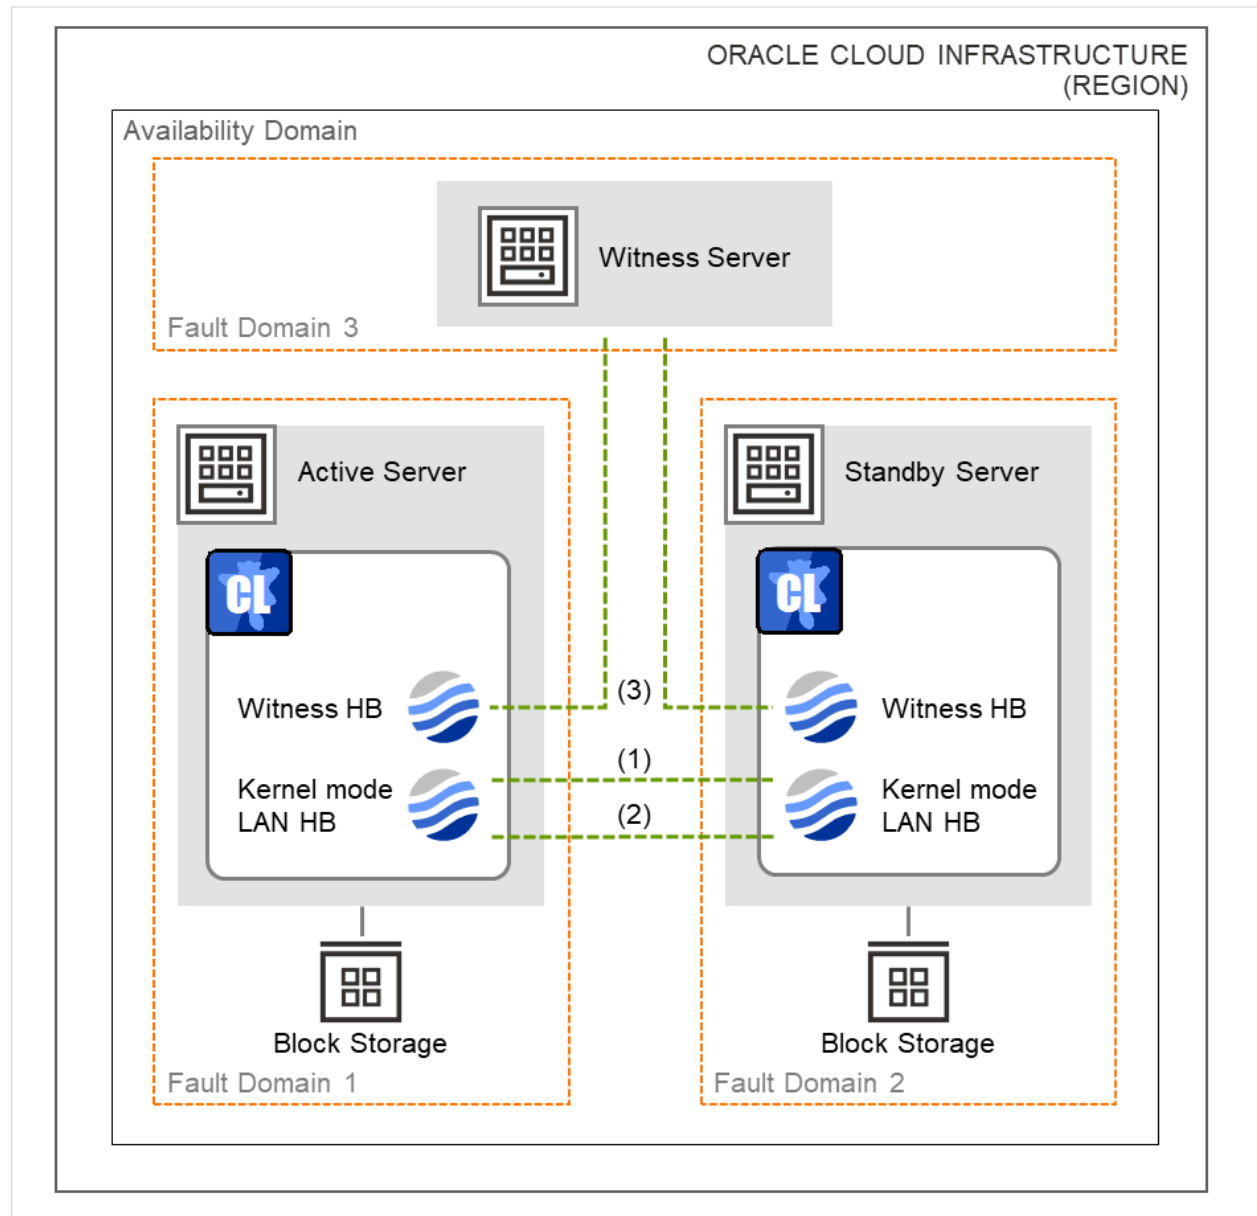 ORACLE CLOUD INFRASTRUCTURE
(REGION)
Availability Domain
Witness Server
Fault Domain 3
Active Server
Standby Server
CL
CL
Witness HB
(3)
Witness HB
(1)
Kernel mode
LAN HB
(2)
Kernel mode
LAN HB
Block Storage
Block Storage
Fault Domain 1
Fault Domain 2